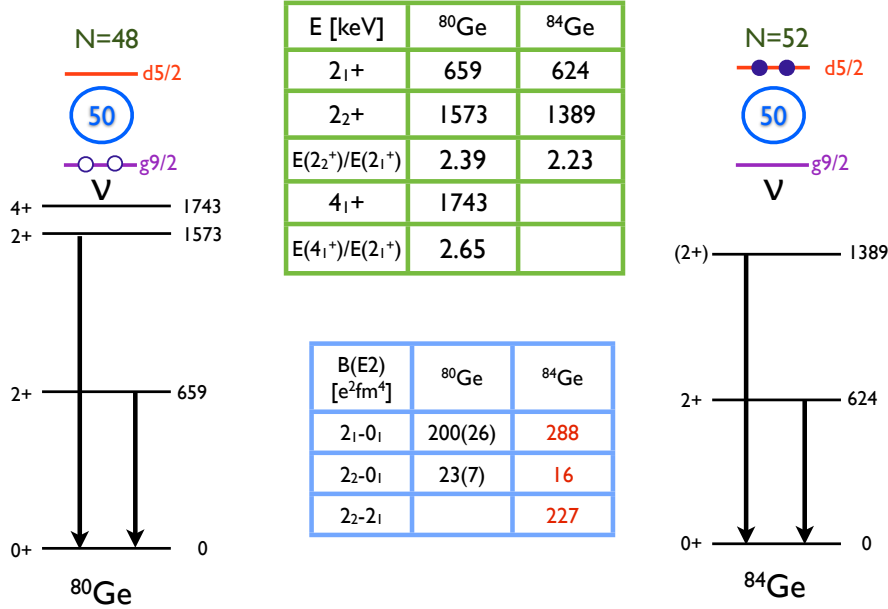 N=48
d5/2
50
g9/2
ν
4+ 1743
2+ 1573
2+ 659
0+ 0
⁸⁰Ge
E [keV] ⁸⁰Ge ⁸⁴Ge
2₁+ 659 624
2₂+ 1573 1389
E(2₂⁺)/E(2₁⁺) 2.39 2.23
4₁+ 1743
E(4₁⁺)/E(2₁⁺) 2.65
B(E2)
[e²fm⁴] ⁸⁰Ge ⁸⁴Ge
2₁-0₁ 200(26) 288
2₂-0₁ 23(7) 16
2₂-2₁ 227
N=52
d5/2
50
g9/2
ν
(2+) 1389
2+ 624
0+ 0
⁸⁴Ge